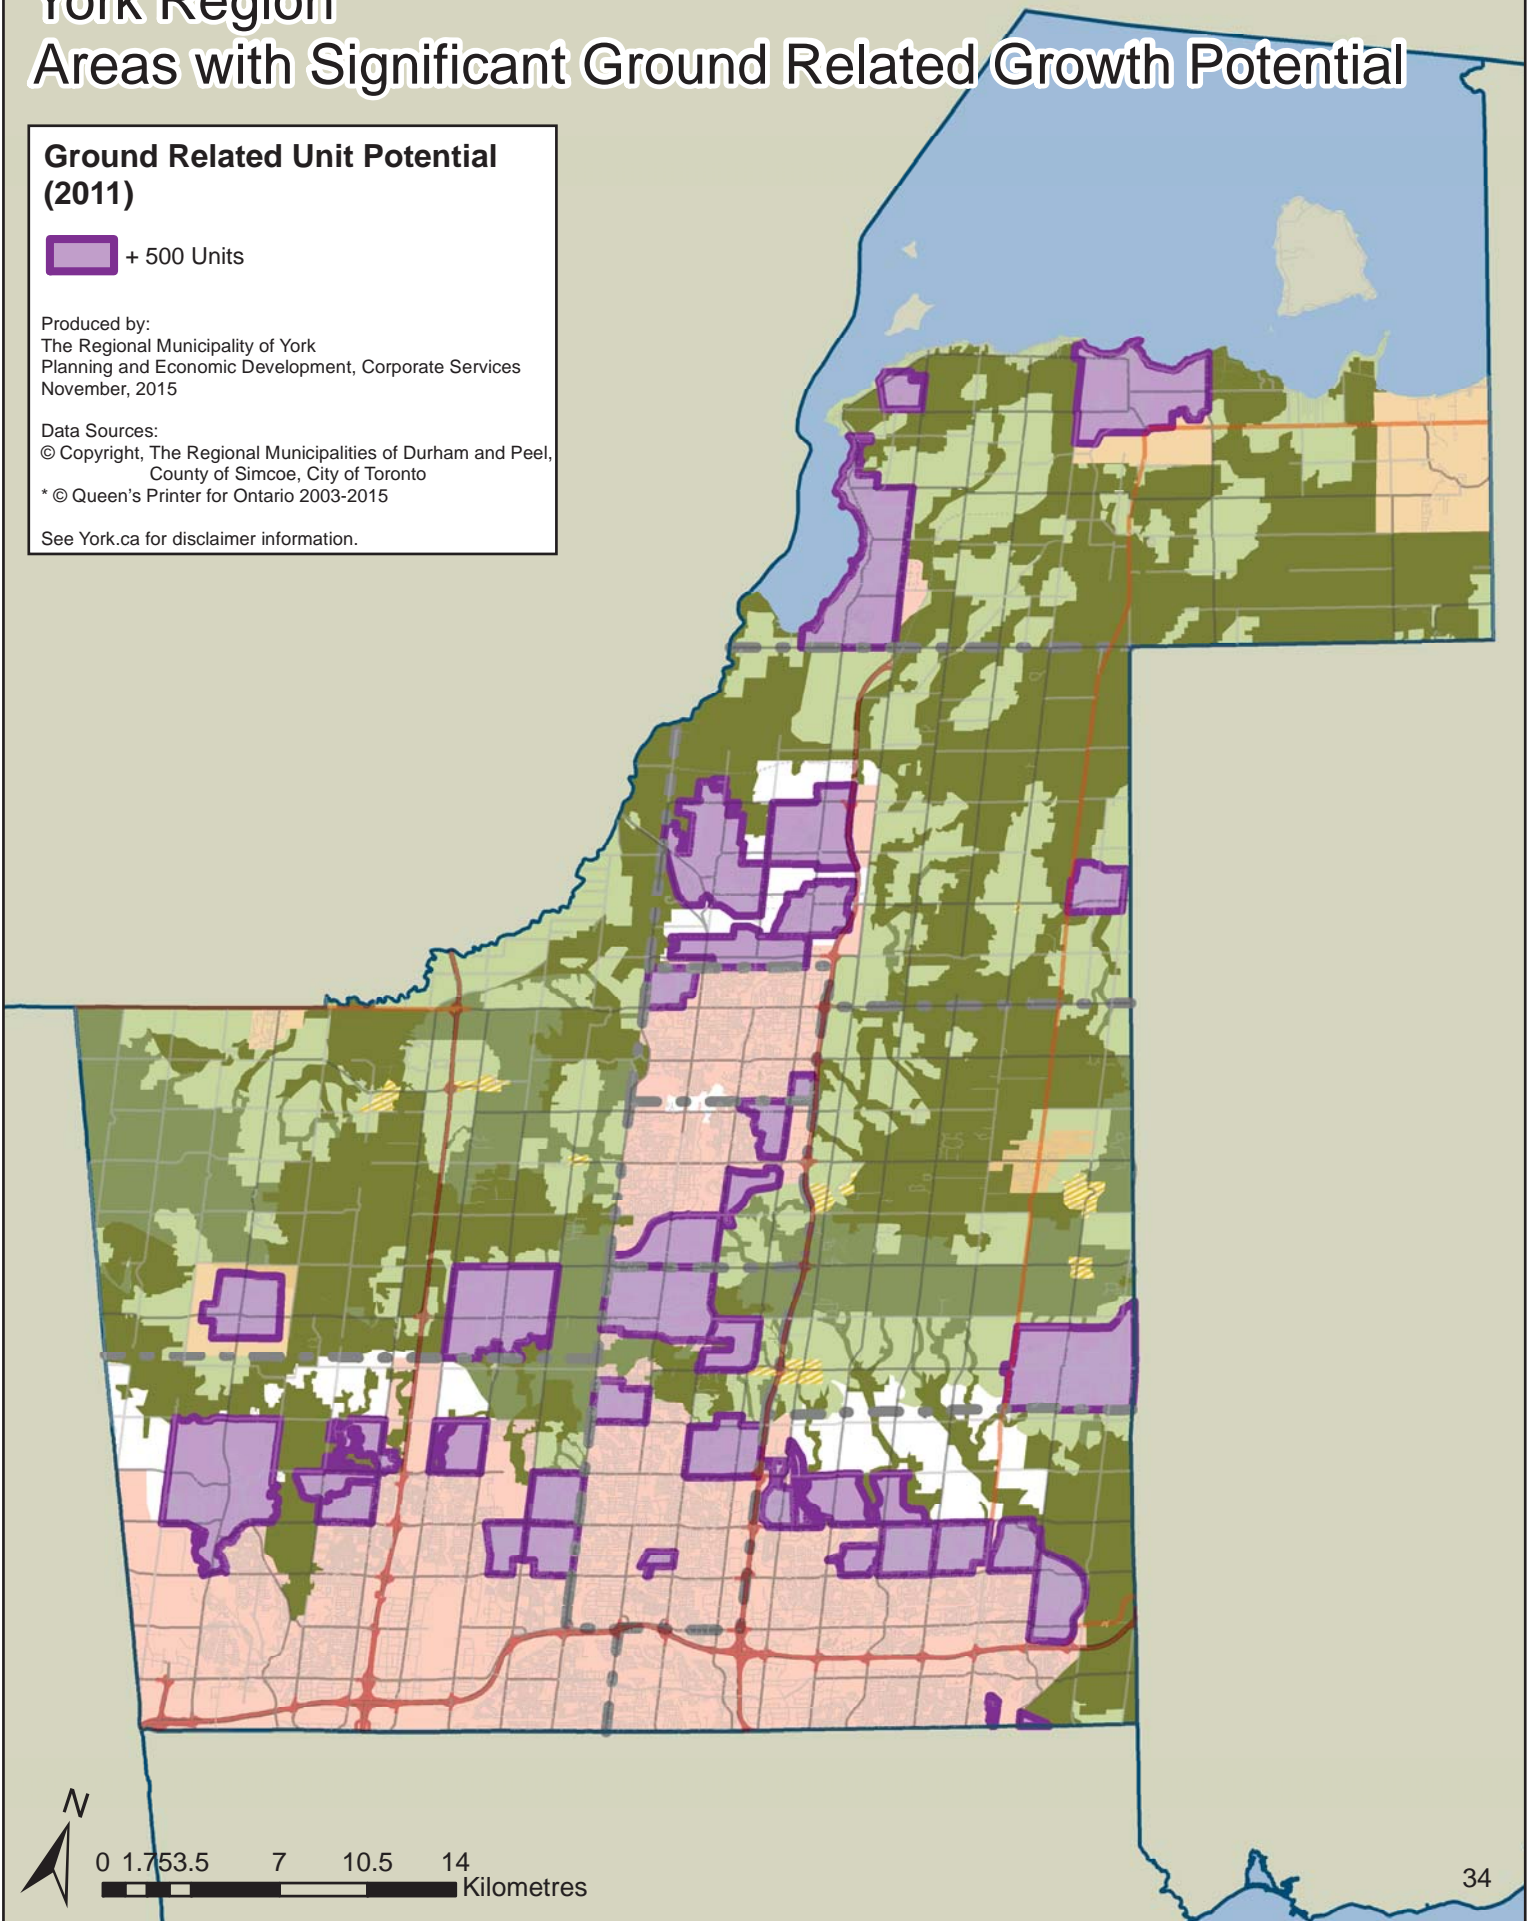 York Region
Areas with Significant Ground Related Growth Potential
Ground Related Unit Potential
(2011)
+ 500 Units
Produced by:
The Regional Municipality of York
Planning and Economic Development, Corporate Services
November, 2015
Data Sources:
© Copyright, The Regional Municipalities of Durham and Peel,
County of Simcoe, City of Toronto
* © Queen's Printer for Ontario 2003-2015
See York.ca for disclaimer information.
N
0 1.753.5 7 10.5 14
Kilometres
34